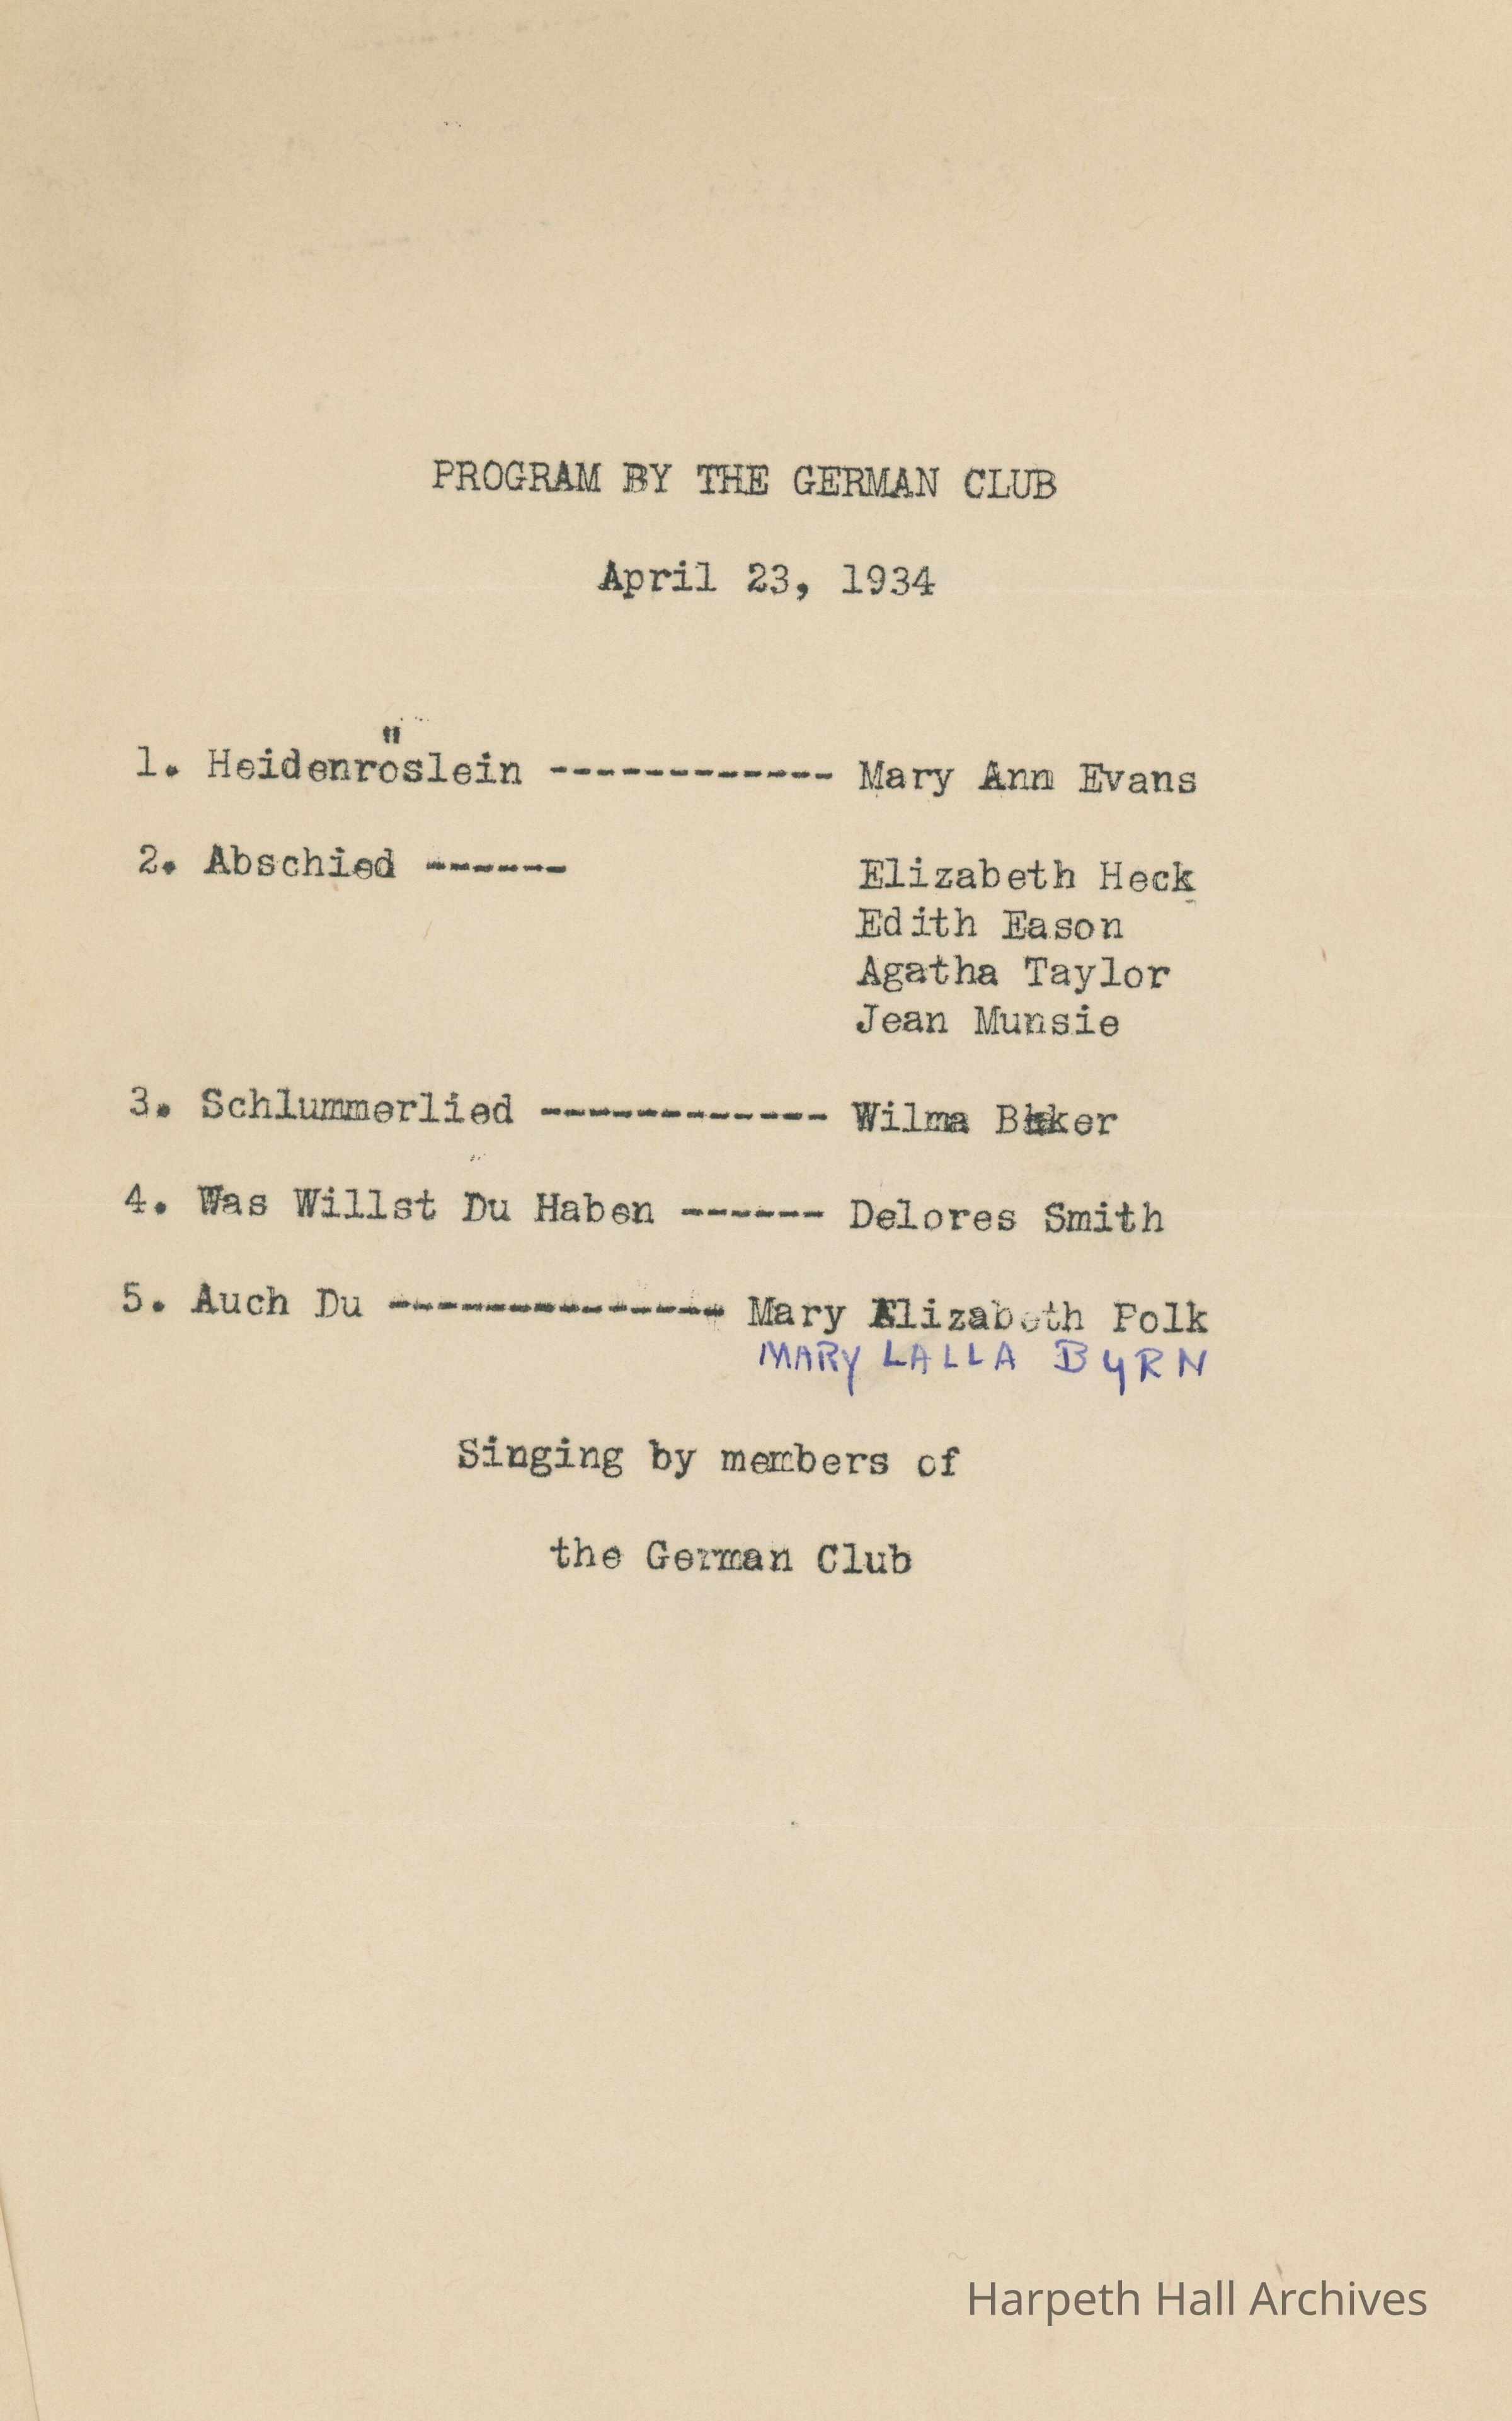 PROGRAM BY THE GERMAN CLUB
April 23, 1934
1. Heidenröslein ------------ Mary Ann Evans
2. Abschied ------ Elizabeth Heck
Edith Eason
Agatha Taylor
Jean Munsie
3. Schlummerlied ------------ Wilma Baker
4. Was Willst Du Haben ------ Delores Smith
5. Auch Du -------------- Mary Elizabeth Polk
MARY LALLA BYRN
Singing by members of
the German Club
Harpeth Hall Archives